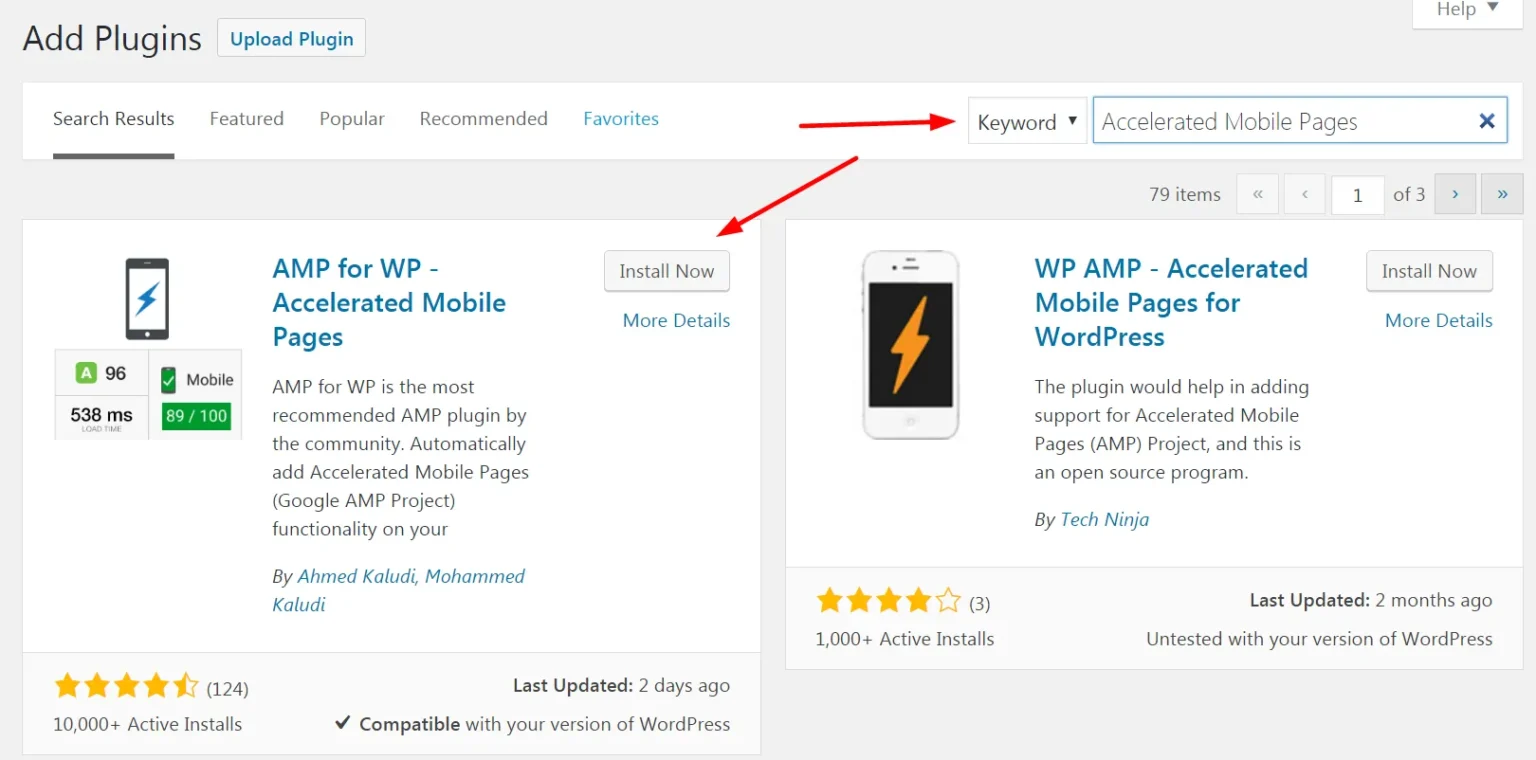 Help ▼
Add Plugins
Upload Plugin
Search Results
Featured
Popular
Recommended
Favorites
Keyword ▼
Accelerated Mobile Pages ×
79 items « ‹ 1 of 3 › »
AMP for WP -
Accelerated Mobile
Pages
Install Now
More Details
A 96
Mobile
538 ms
LOAD TIME
89 / 100
AMP for WP is the most
recommended AMP plugin by
the community. Automatically
add Accelerated Mobile Pages
(Google AMP Project)
functionality on your
By Ahmed Kaludi, Mohammed
Kaludi
(124)
10,000+ Active Installs
Last Updated: 2 days ago
✔ Compatible with your version of WordPress
WP AMP - Accelerated
Mobile Pages for
WordPress
Install Now
More Details
The plugin would help in adding
support for Accelerated Mobile
Pages (AMP) Project, and this is
an open source program.
By Tech Ninja
(3)
1,000+ Active Installs
Last Updated: 2 months ago
Untested with your version of WordPress